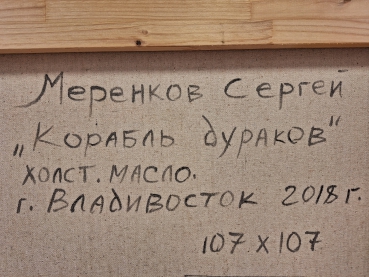 Меренков Сергей
„Корабль дураков"
холст. масло.
г. Владивосток 2018 г.
107 х 107